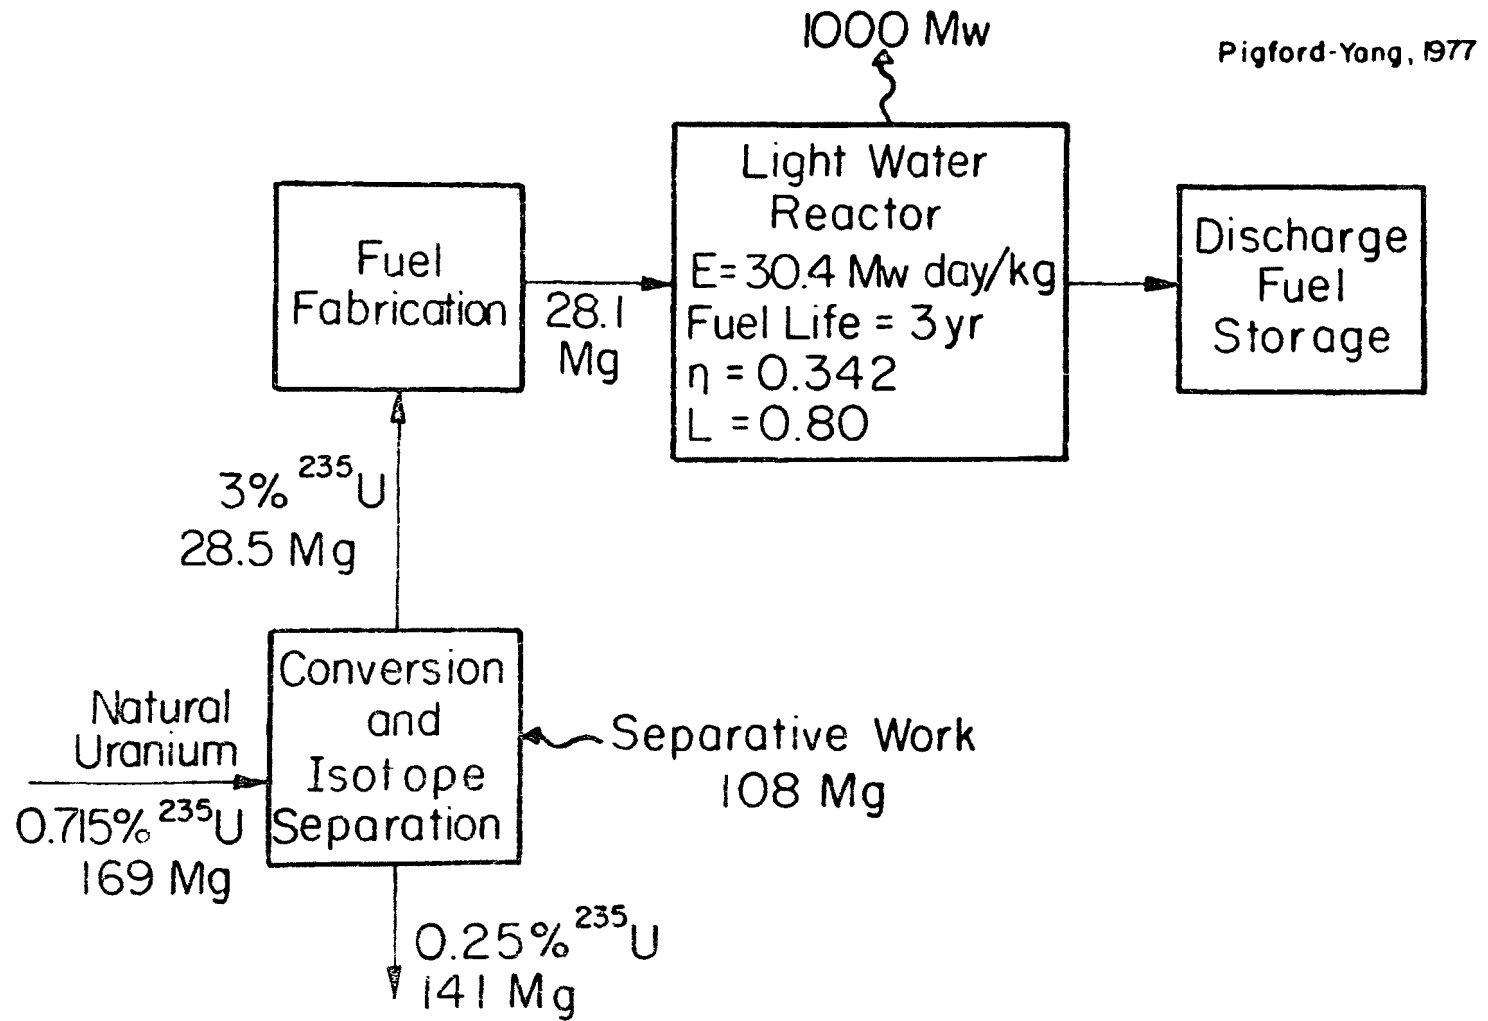 1000 Mw
Pigford-Yang, 1977
Light Water
Reactor
E=30.4 Mw day/kg
Fuel Life = 3yr
η = 0.342
L = 0.80
Fuel
Fabrication
28.1
Mg
Discharge
Fuel
Storage
3% ²³⁵U
28.5 Mg
Conversion
and
Isotope
Separation
Natural
Uranium
0.715% ²³⁵U
169 Mg
Separative Work
108 Mg
0.25% ²³⁵U
141 Mg